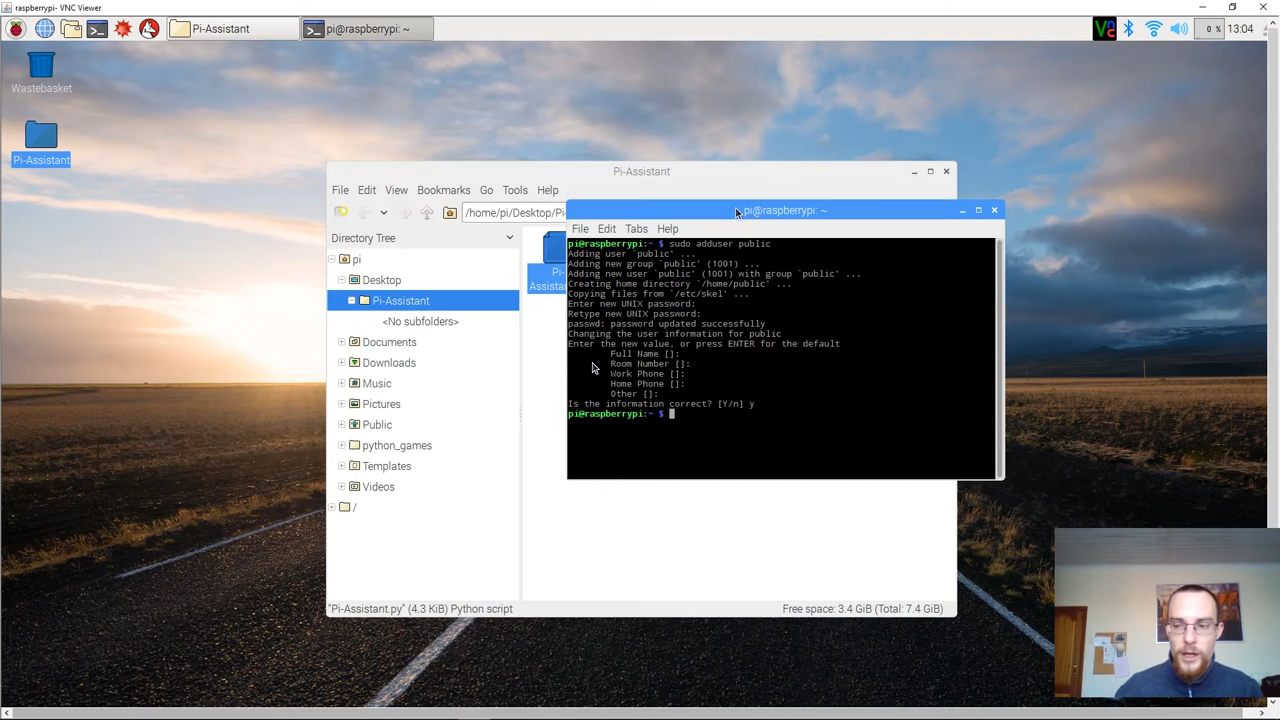 raspberrypi- VNC Viewer
Pi-Assistant
pi@raspberrypi: ~
0 %
13:04
Wastebasket
Pi-Assistant
Pi-Assistant
File Edit View Bookmarks Go Tools Help
/home/pi/Desktop/Pi-
Directory Tree
pi
Desktop
Pi-Assistant
<No subfolders>
Documents
Downloads
Music
Pictures
Public
python_games
Templates
Videos
/
Pi-
Assistan
"Pi-Assistant.py" (4.3 KiB) Python script
Free space: 3.4 GiB (Total: 7.4 GiB)
pi@raspberrypi: ~
File Edit Tabs Help
pi@raspberrypi:~ $ sudo adduser public
Adding user `public' ...
Adding new group `public' (1001) ...
Adding new user `public' (1001) with group `public' ...
Creating home directory `/home/public' ...
Copying files from `/etc/skel' ...
Enter new UNIX password:
Retype new UNIX password:
passwd: password updated successfully
Changing the user information for public
Enter the new value, or press ENTER for the default
Full Name []:
Room Number []:
Work Phone []:
Home Phone []:
Other []:
Is the information correct? [Y/n] y
pi@raspberrypi:~ $